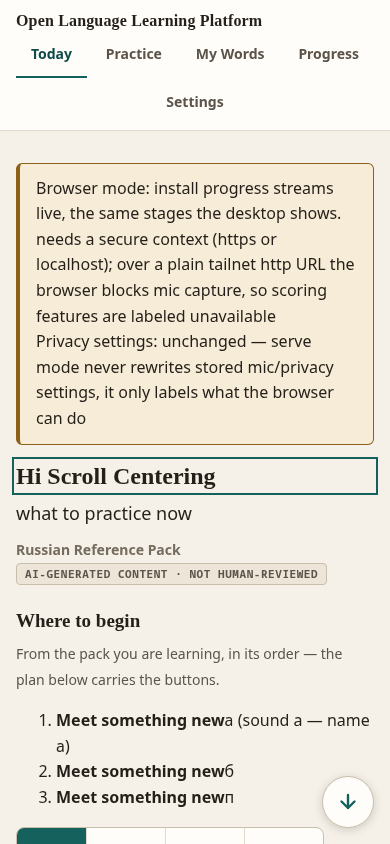 Open Language Learning Platform
Today
Practice
My Words
Progress
Settings
Browser mode: install progress streams
live, the same stages the desktop shows.
needs a secure context (https or
localhost); over a plain tailnet http URL the
browser blocks mic capture, so scoring
features are labeled unavailable
Privacy settings: unchanged — serve
mode never rewrites stored mic/privacy
settings, it only labels what the browser
can do
Hi Scroll Centering
what to practice now
Russian Reference Pack
AI-GENERATED CONTENT · NOT HUMAN-REVIEWED
Where to begin
From the pack you are learning, in its order — the
plan below carries the buttons.
1. Meet something newа (sound a — name
a)
2. Meet something newб
3. Meet something newп